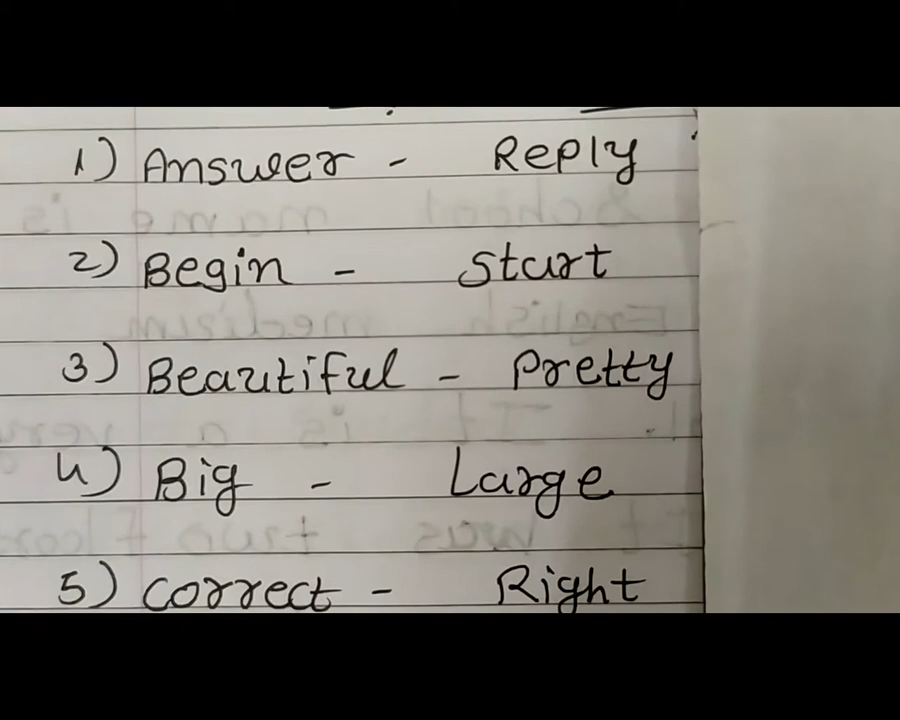 1) Answer - Reply
2) Begin - Start
3) Beautiful - Pretty
4) Big - Large
5) Correct - Right